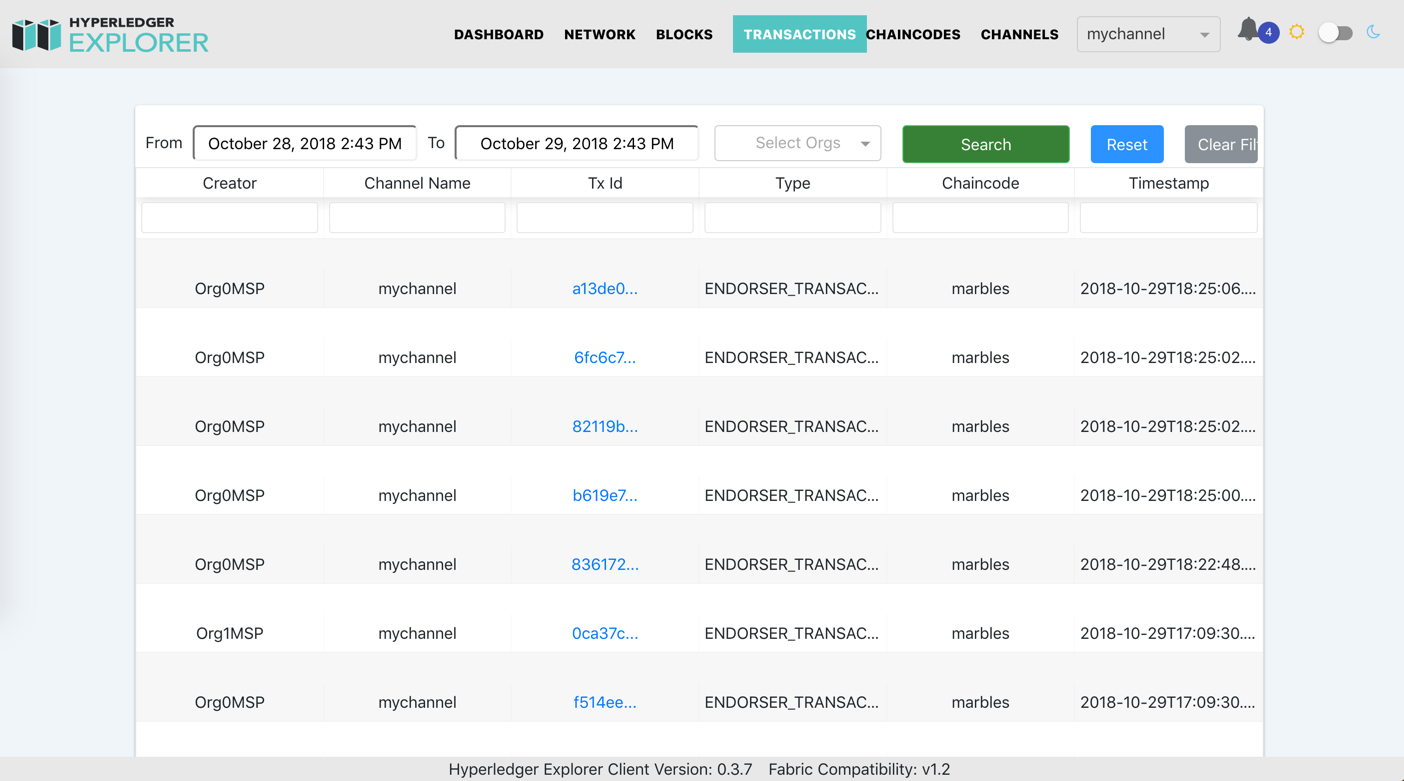 HYPERLEDGER
EXPLORER
DASHBOARD NETWORK BLOCKS TRANSACTIONS CHAINCODES CHANNELS mychannel 4
From October 28, 2018 2:43 PM To October 29, 2018 2:43 PM Select Orgs Search Reset Clear Fil
Creator Channel Name Tx Id Type Chaincode Timestamp
Org0MSP mychannel a13de0... ENDORSER_TRANSAC... marbles 2018-10-29T18:25:06....
Org0MSP mychannel 6fc6c7... ENDORSER_TRANSAC... marbles 2018-10-29T18:25:02....
Org0MSP mychannel 82119b... ENDORSER_TRANSAC... marbles 2018-10-29T18:25:02....
Org0MSP mychannel b619e7... ENDORSER_TRANSAC... marbles 2018-10-29T18:25:00....
Org0MSP mychannel 836172... ENDORSER_TRANSAC... marbles 2018-10-29T18:22:48....
Org1MSP mychannel 0ca37c... ENDORSER_TRANSAC... marbles 2018-10-29T17:09:30....
Org0MSP mychannel f514ee... ENDORSER_TRANSAC... marbles 2018-10-29T17:09:30....
Hyperledger Explorer Client Version: 0.3.7 Fabric Compatibility: v1.2